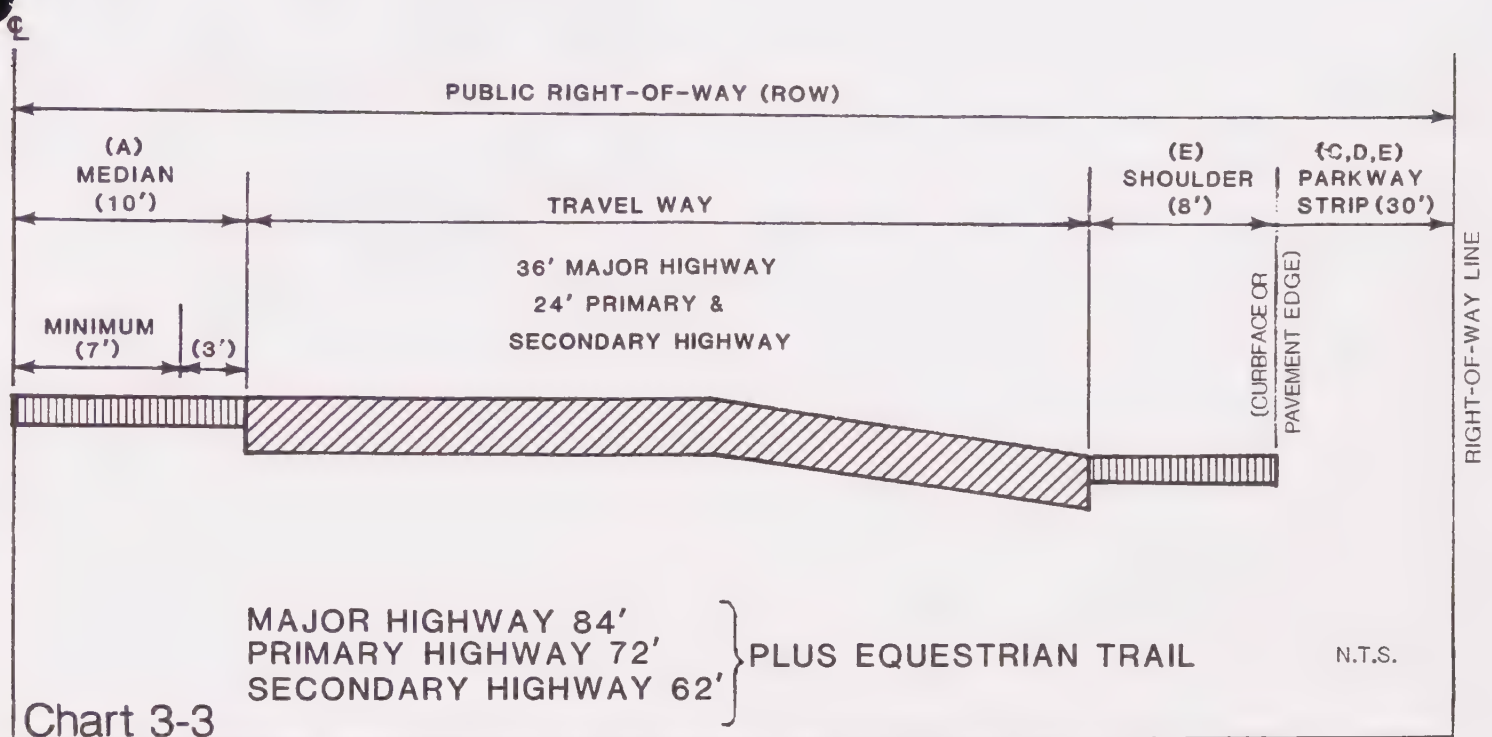 ℄
PUBLIC RIGHT-OF-WAY (ROW)
(A)
MEDIAN
(10')
TRAVEL WAY
(E)
SHOULDER
(8')
(C,D,E)
PARKWAY
STRIP (30')
MINIMUM
(7')
(3')
36' MAJOR HIGHWAY
24' PRIMARY &
SECONDARY HIGHWAY
(CURBFACE OR
PAVEMENT EDGE)
RIGHT-OF-WAY LINE
MAJOR HIGHWAY 84'
PRIMARY HIGHWAY 72'
SECONDARY HIGHWAY 62'
PLUS EQUESTRIAN TRAIL
N.T.S.
Chart 3-3